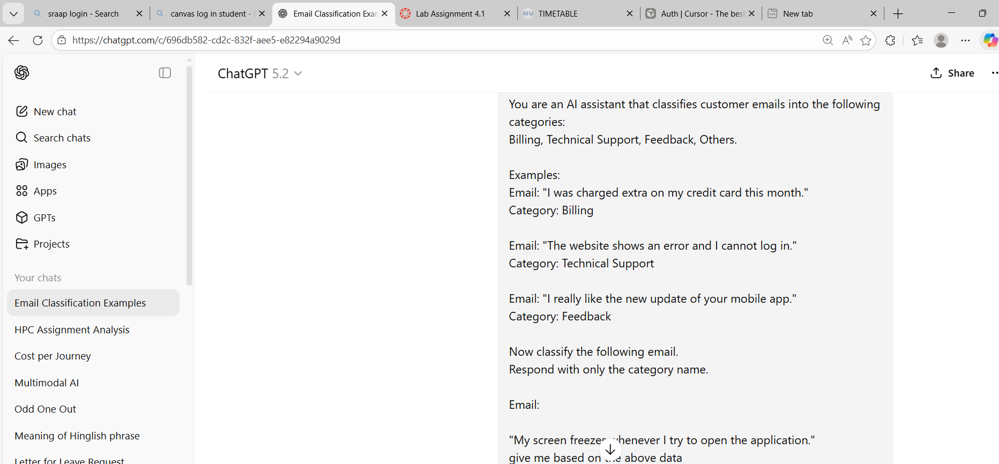 sraap login - Search
canvas log in student - S
Email Classification Exan
Lab Assignment 4.1
sru TIMETABLE
Auth | Cursor - The best
New tab
https://chatgpt.com/c/696db582-cd2c-832f-aee5-e82294a9029d
ChatGPT 5.2
Share
New chat
Search chats
Images
Apps
GPTs
Projects
Your chats
Email Classification Examples
HPC Assignment Analysis
Cost per Journey
Multimodal AI
Odd One Out
Meaning of Hinglish phrase
Letter for Leave Request
You are an AI assistant that classifies customer emails into the following
categories:
Billing, Technical Support, Feedback, Others.
Examples:
Email: "I was charged extra on my credit card this month."
Category: Billing
Email: "The website shows an error and I cannot log in."
Category: Technical Support
Email: "I really like the new update of your mobile app."
Category: Feedback
Now classify the following email.
Respond with only the category name.
Email:
"My screen freezes whenever I try to open the application."
give me based on the above data